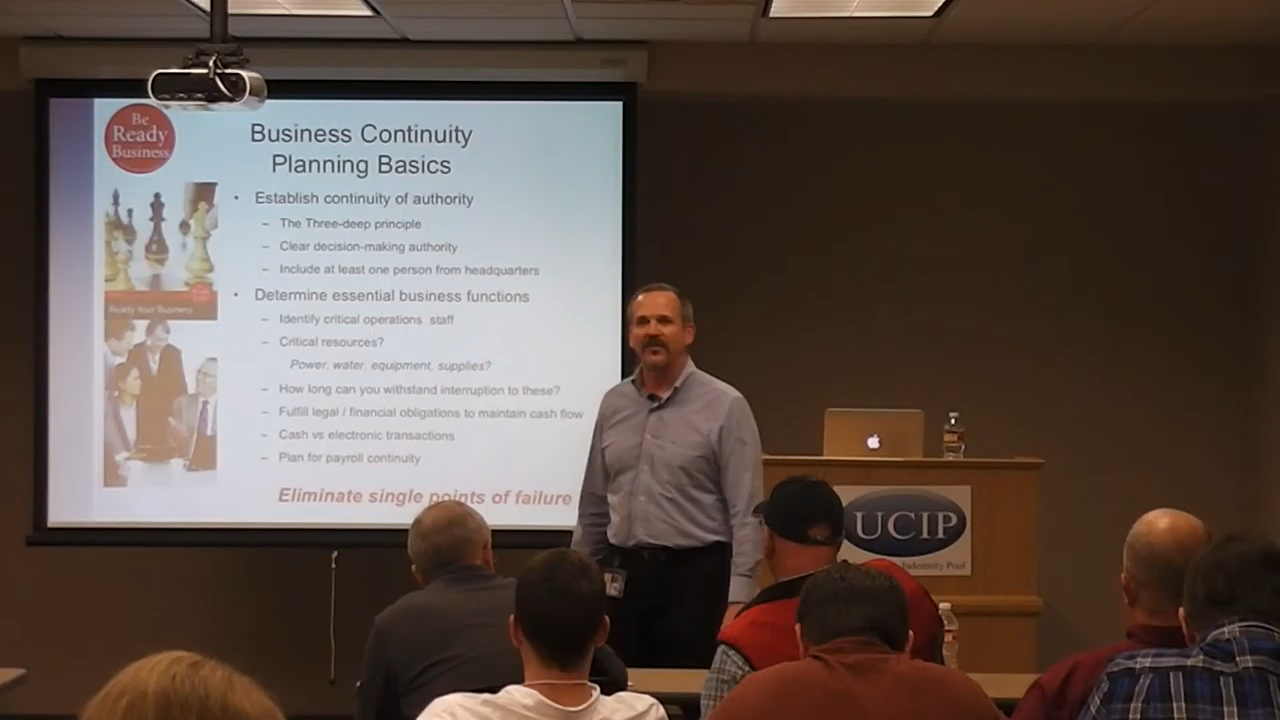 Be
Ready
Business
Business Continuity
Planning Basics
• Establish continuity of authority
– The Three-deep principle
– Clear decision-making authority
– Include at least one person from headquarters
• Determine essential business functions
– Identify critical operations staff
– Critical resources?
Power, water, equipment, supplies?
– How long can you withstand interruption to these?
– Fulfill legal / financial obligations to maintain cash flow
– Cash vs electronic transactions
– Plan for payroll continuity
Eliminate single points of failure
Ready Your Business
UCIP
Indemnity Pool